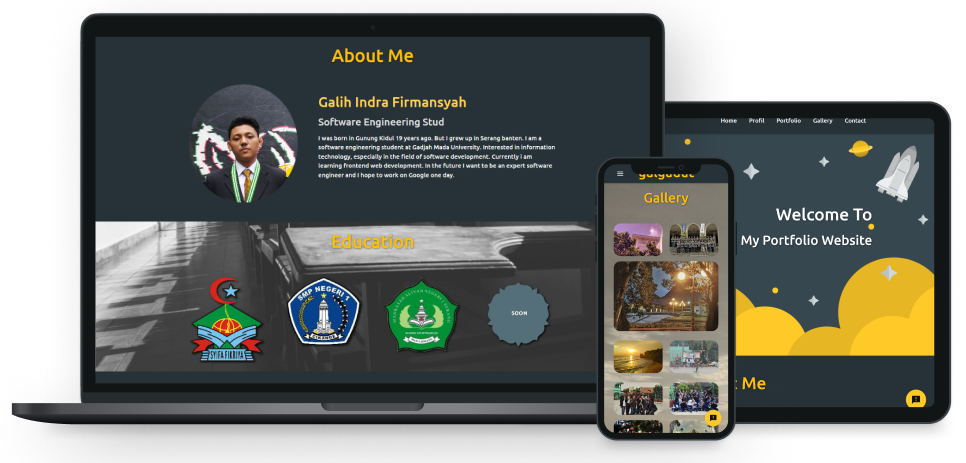 About Me
Galih Indra Firmansyah
Software Engineering Stud
I was born in Gunung Kidul 19 years ago. But I grew up in Serang banten. I am a
software engineering student at Gadjah Mada University. Interested in information
technology, especially in the field of software development. Currently I am
learning frontend web development. In the future I want to be an expert software
engineer and I hope to work on Google one day.
Education
SYIFA FIKRIYA
SMP NEGERI 1
CIKANDE
SOON
Gallery
Home Profil Portfolio Gallery Contact
Welcome To
My Portfolio Website
Me